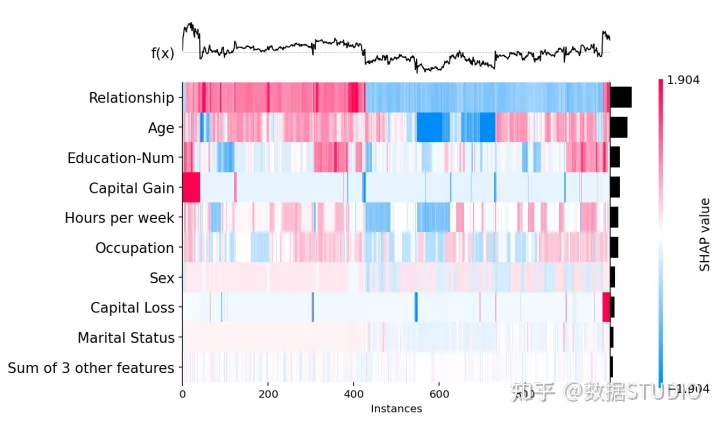 f(x)
1.904
Relationship
Age
Education-Num
Capital Gain
Hours per week
Occupation
Sex
Capital Loss
Marital Status
Sum of 3 other features
SHAP value
−1.904
0 200 400 600 800
Instances
知乎 @数据STUDIO